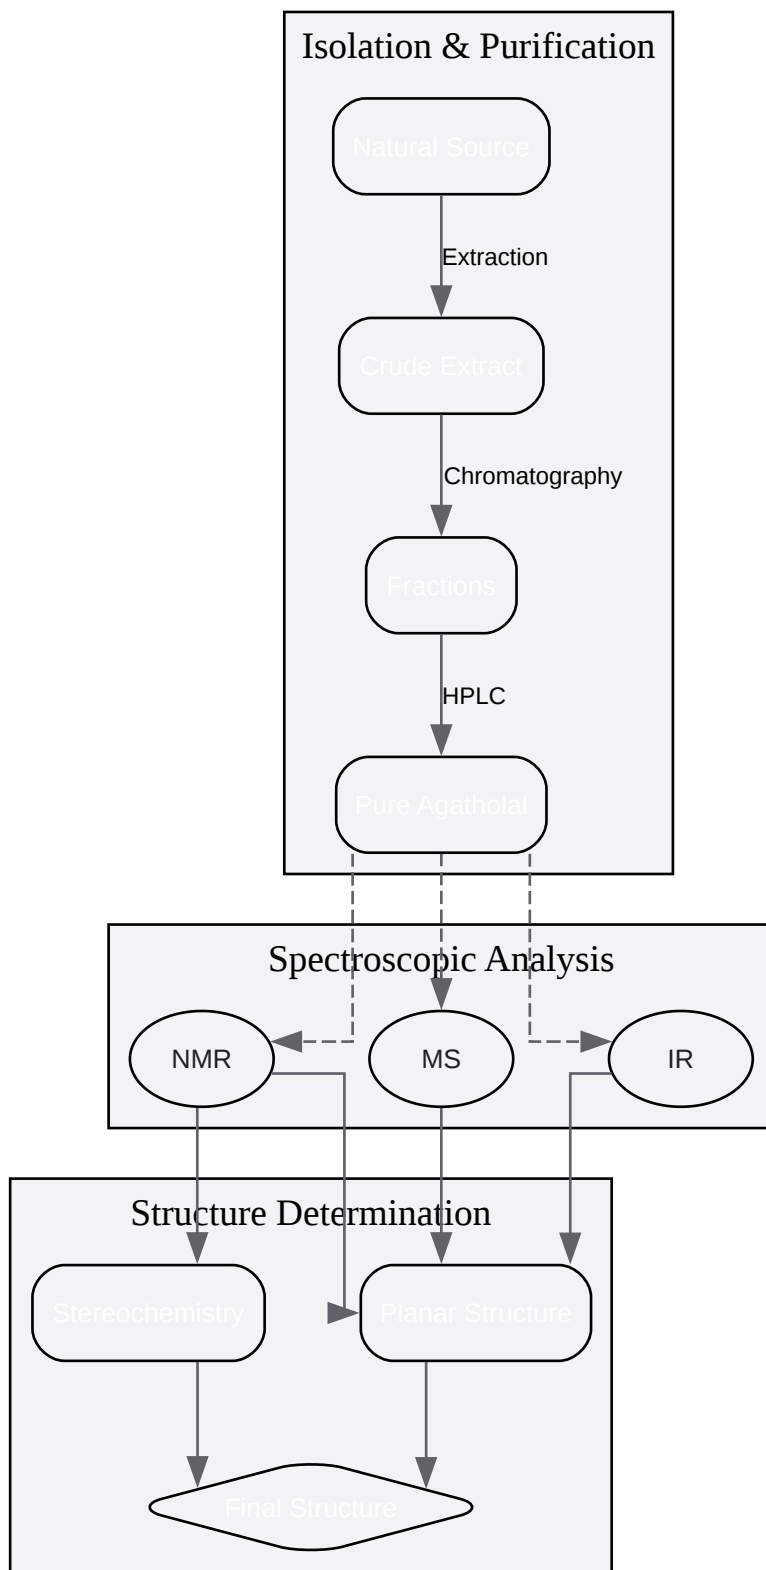 Isolation & Purification
Natural Source
Extraction
Crude Extract
Chromatography
Fractions
HPLC
Pure Agatholal
Spectroscopic Analysis
NMR
MS
IR
Structure Determination
Stereochemistry
Planar Structure
Final Structure